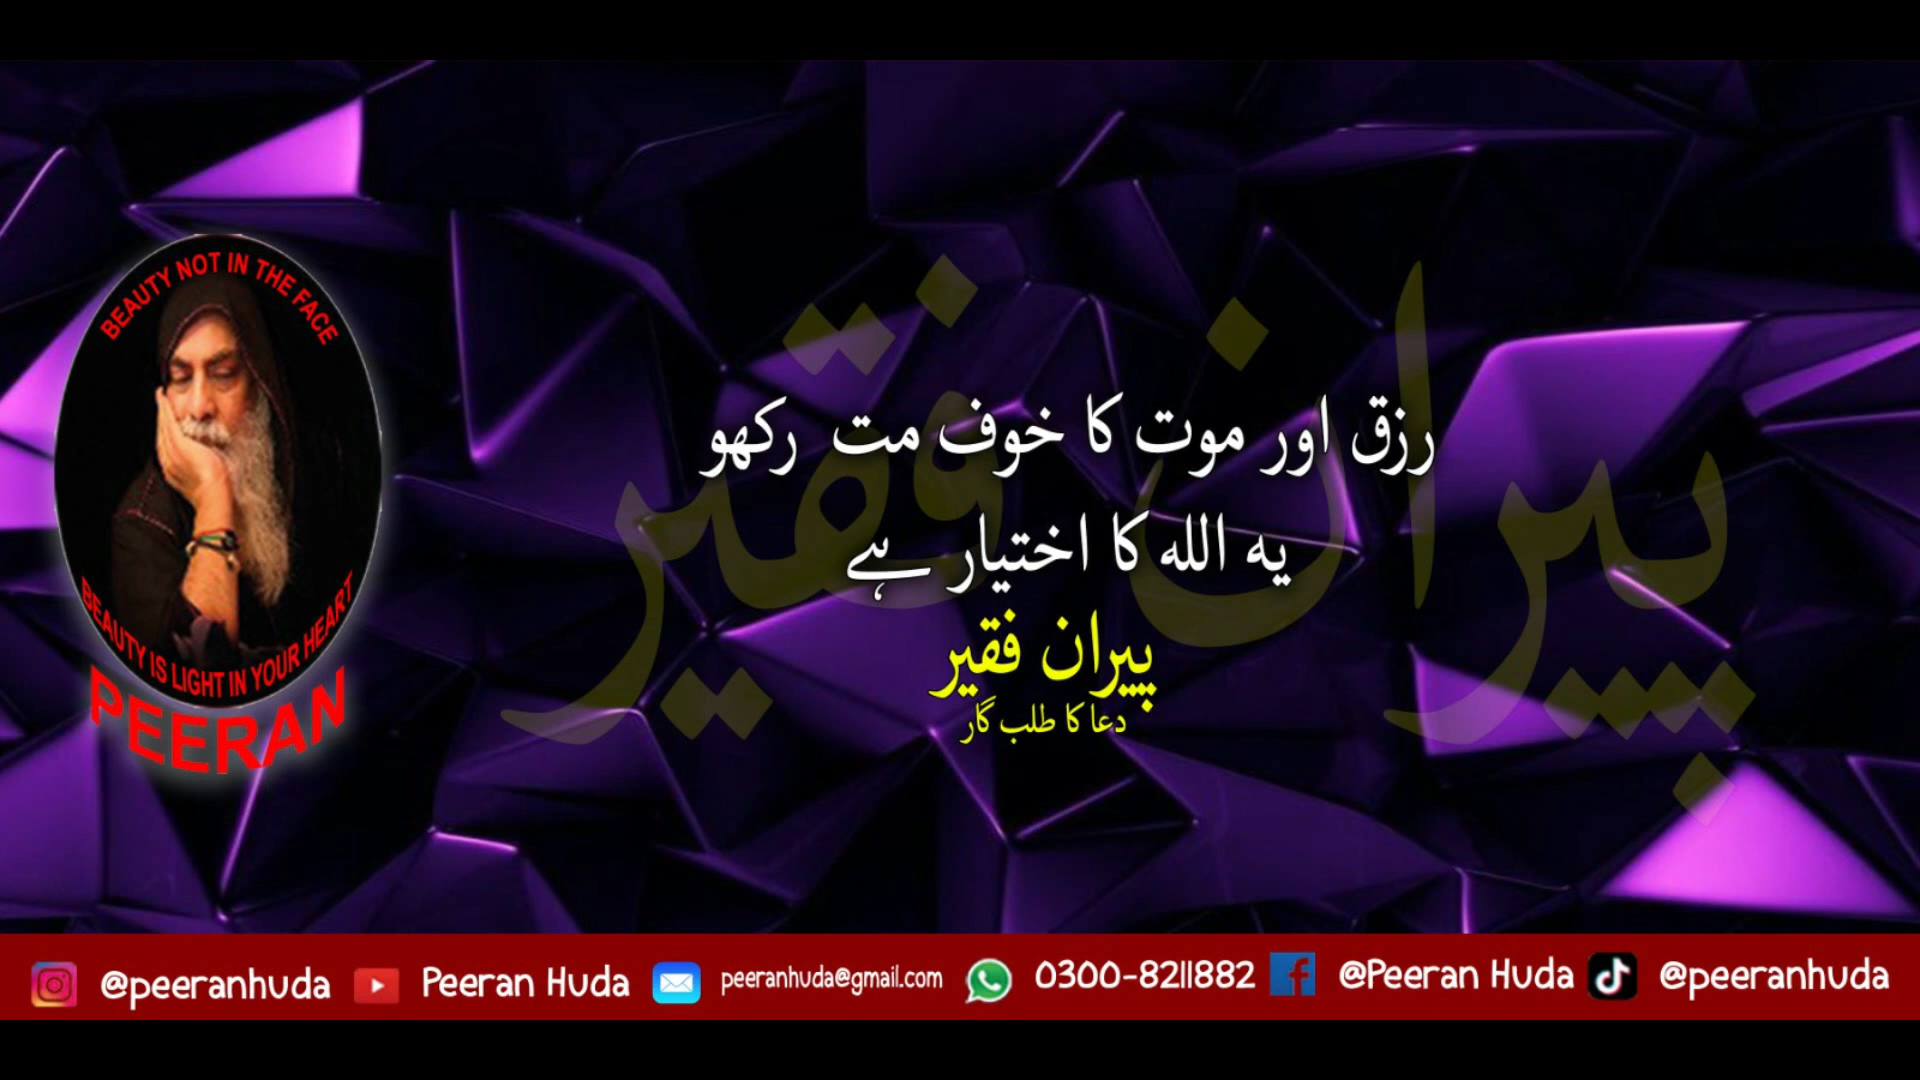 BEAUTY NOT IN THE FACE
BEAUTY IS LIGHT IN YOUR HEART
PEERAN
پیران فقیر
رزق اور موت کا خوف مت رکھو
یہ اللہ کا اختیار ہے
پیران فقیر
دعا کا طلب گار
@peeranhuda Peeran Huda peeranhuda@gmail.com 0300-8211882 @Peeran Huda @peeranhuda